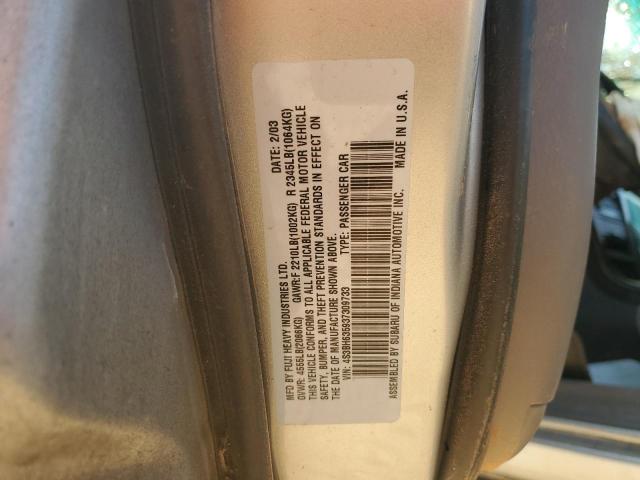 MFD BY FUJI HEAVY INDUSTRIES LTD. DATE: 2/03
GVWR: 4555LB(2066KG) GAWR:F 2210LB(1002KG) R 2345LB(1064KG)
THIS VEHICLE CONFORMS TO ALL APPLICABLE FEDERAL MOTOR VEHICLE
SAFETY, BUMPER, AND THEFT PREVENTION STANDARDS IN EFFECT ON
THE DATE OF MANUFACTURE SHOWN ABOVE.
VIN: 4S3BH635937309733 TYPE: PASSENGER CAR
ASSEMBLED BY SUBARU OF INDIANA AUTOMOTIVE INC. MADE IN U.S.A.